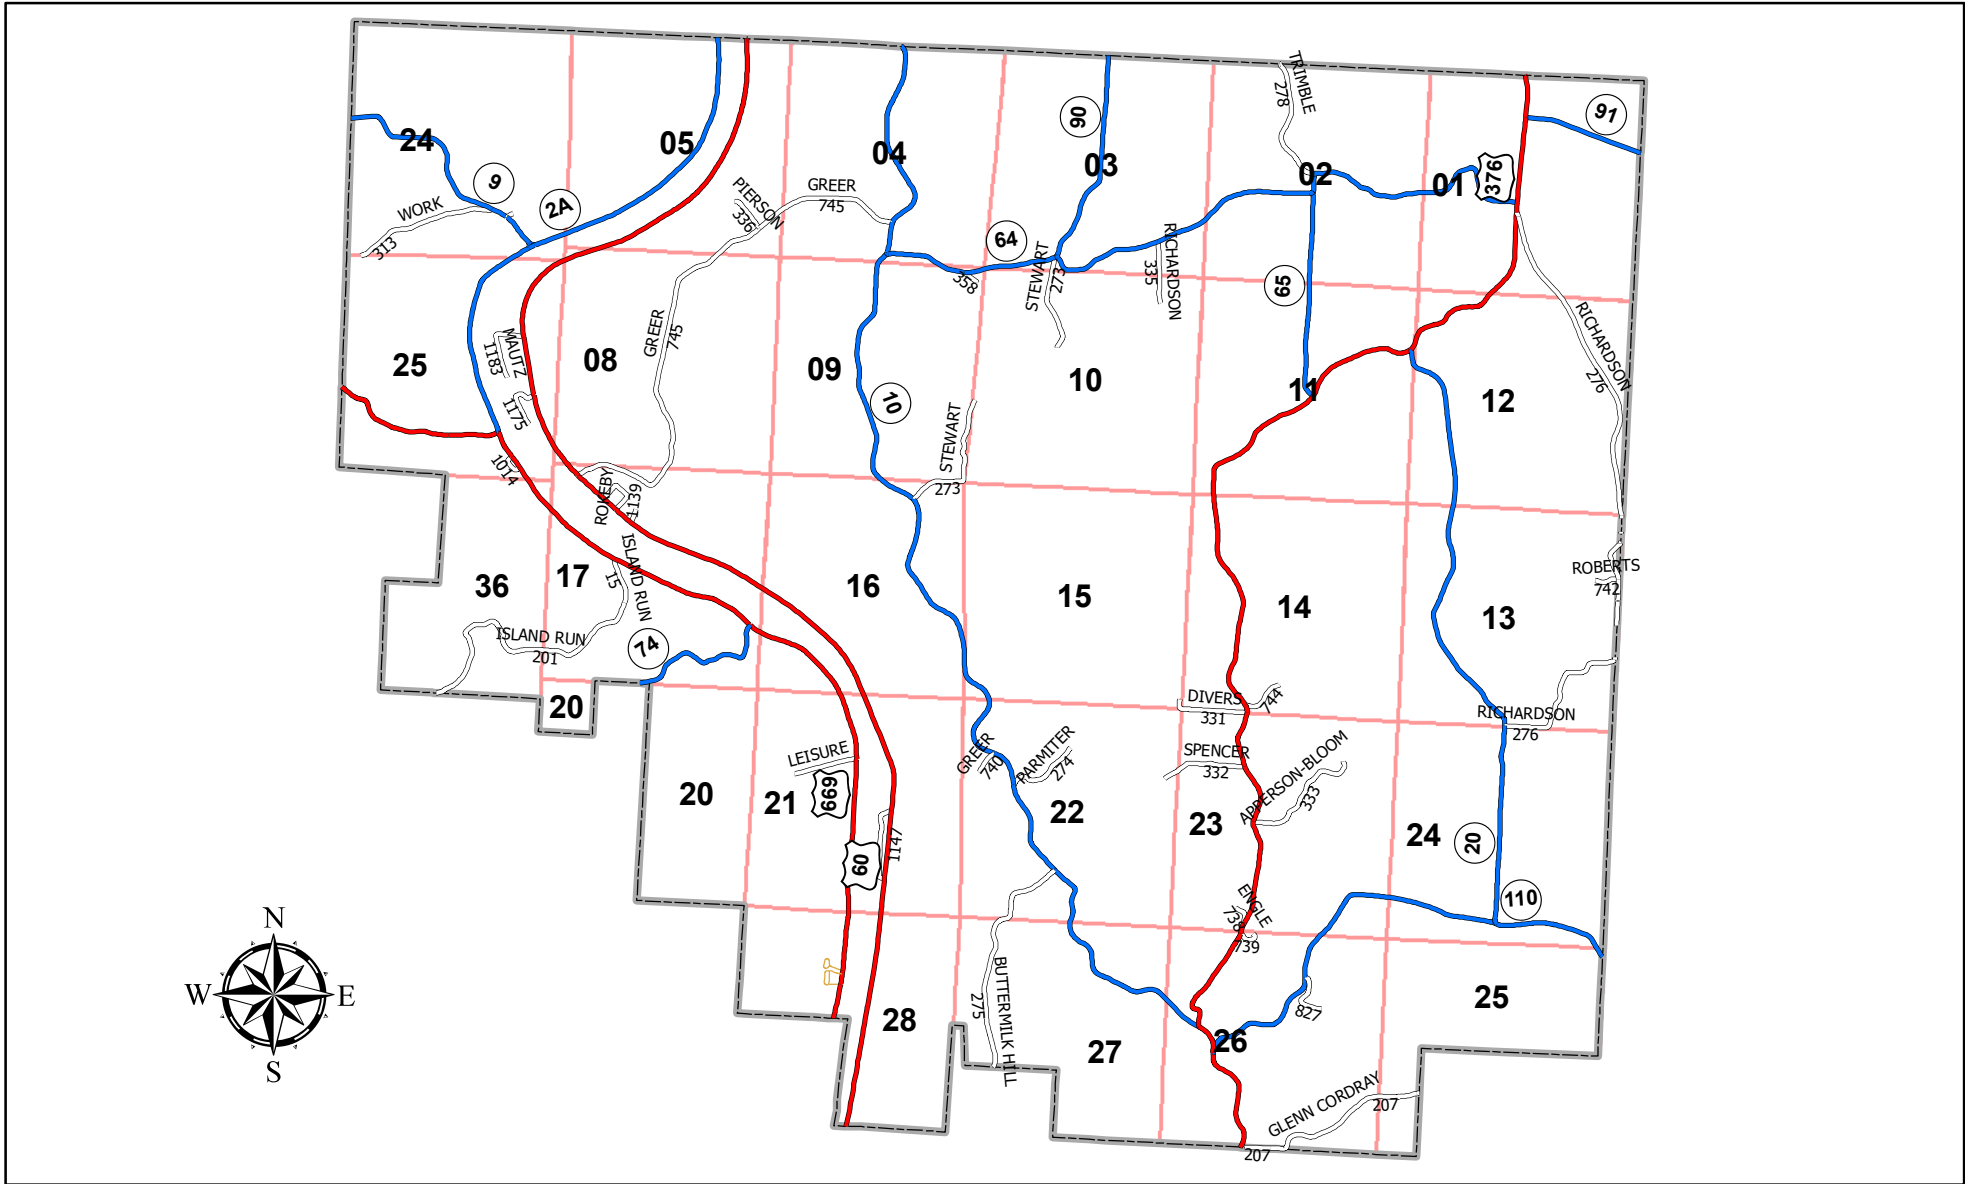 TRIMBLE
278
91
90
24
05
04
03
02
01
376
9
2A
WORK
313
PIERSON
336
GREER
745
64
STEWART
273
358
RICHARDSON
335
65
RICHARDSON
276
MAUTZ
1183
1175
GREER
745
25
08
09
10
10
11
12
STEWART
273
1014
ROKEBY
1139
ISLAND RUN
15
36
17
16
15
14
13
ROBERTS
742
ISLAND RUN
201
74
20
DIVERS
331
744
RICHARDSON
276
LEISURE
669
GREER
740
PARMITER
274
SPENCER
332
APPERSON-BLOOM
333
20
21
22
23
24
20
60
1147
110
ENGLE
738
739
BUTTERMILK HILL
275
827
28
27
26
25
GLENN CORDRAY
207
207
N
W
E
S